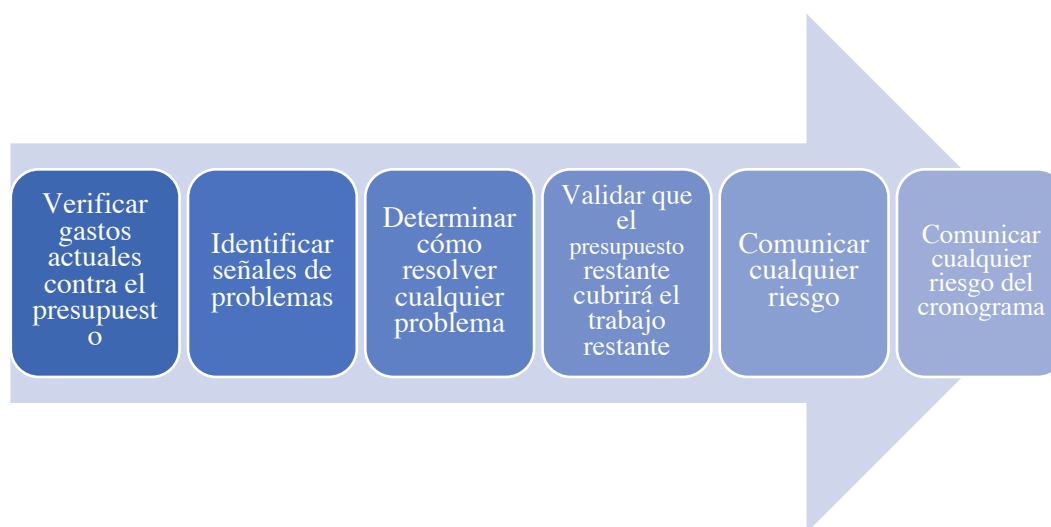 Verificar
gastos
actuales
contra el
presupuest
o
Identificar
señales de
problemas
Determinar
cómo
resolver
cualquier
problema
Validar que
el
presupuesto
restante
cubrirá el
trabajo
restante
Comunicar
cualquier
riesgo
Comunicar
cualquier
riesgo del
cronograma